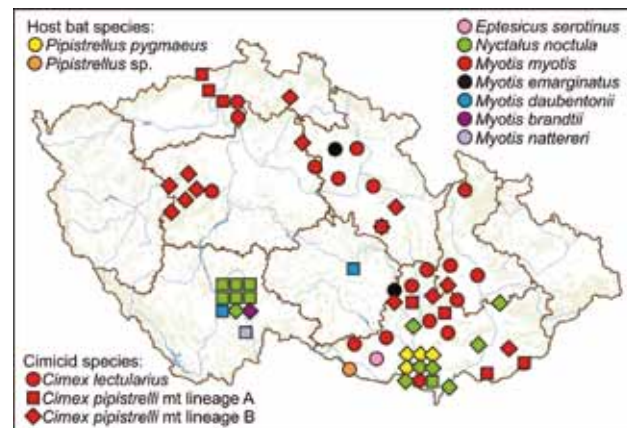 Host bat species:
Pipistrellus pygmaeus
Pipistrellus sp.
Eptesicus serotinus
Nyctalus noctula
Myotis myotis
Myotis emarginatus
Myotis daubentonii
Myotis brandtii
Myotis nattereri
Cimicid species:
Cimex lectularius
Cimex pipistrelli mt lineage A
Cimex pipistrelli mt lineage B